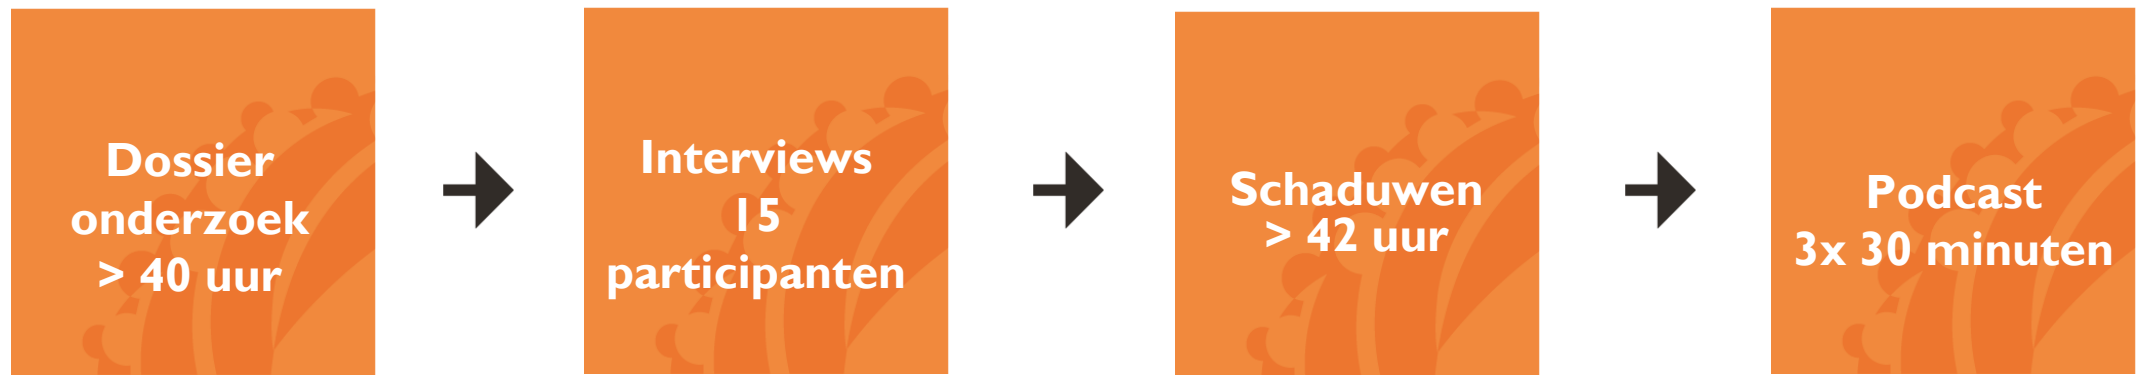 Dossier
onderzoek
> 40 uur
Interviews
15
participanten
Schaduwen
> 42 uur
Podcast
3x 30 minuten